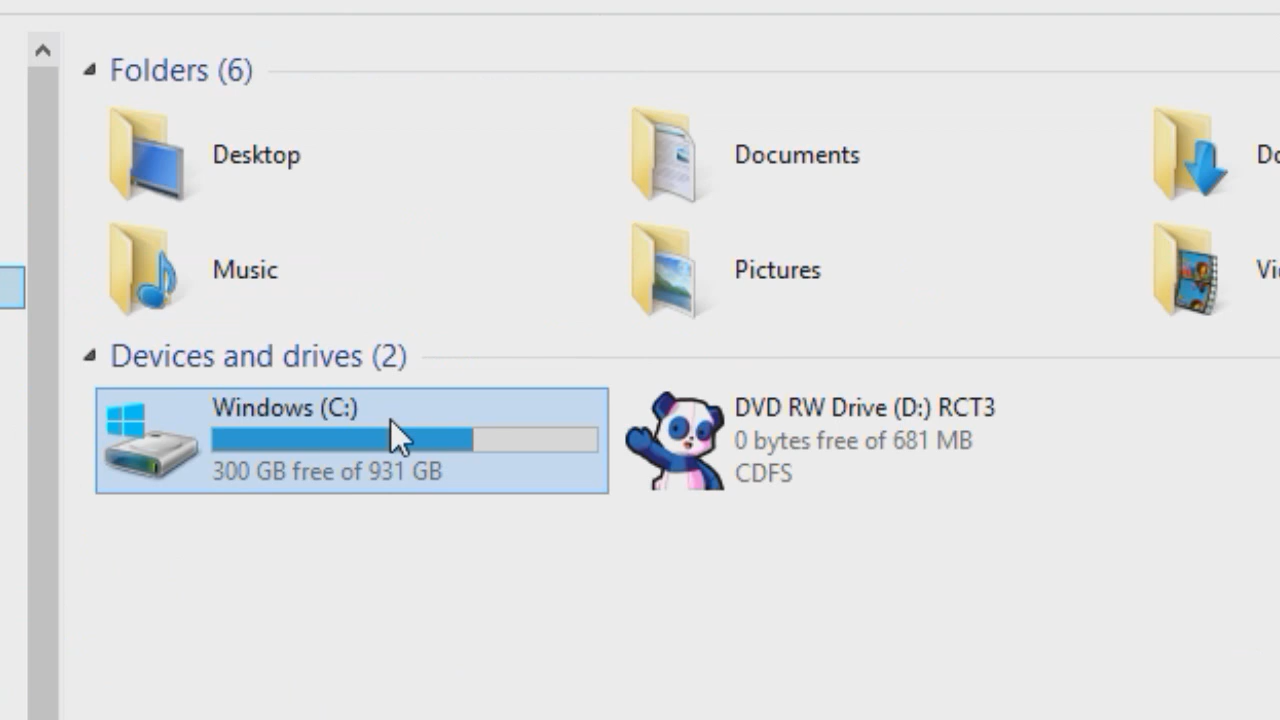 Folders (6)
Desktop
Documents
Do
Music
Pictures
Vi
Devices and drives (2)
Windows (C:)
300 GB free of 931 GB
DVD RW Drive (D:) RCT3
0 bytes free of 681 MB
CDFS